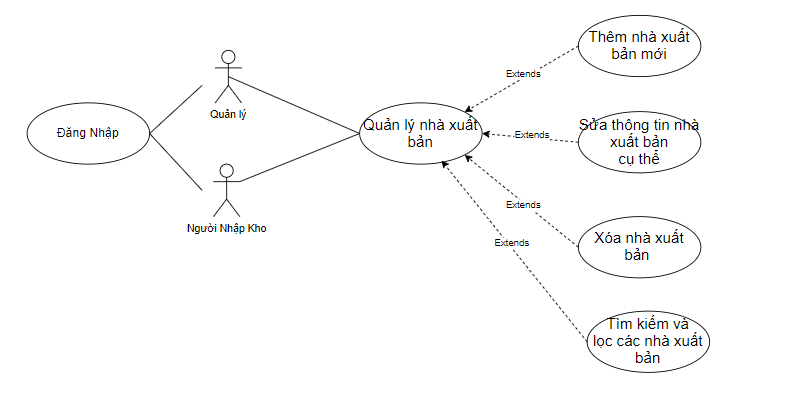 Thêm nhà xuất
bản mới
Extends
Quản lý
Đăng Nhập
Quản lý nhà xuất
bản
Extends
Sửa thông tin nhà
xuất bản
cụ thể
Người Nhập Kho
Extends
Xóa nhà xuất
bản
Extends
Tìm kiếm và
lọc các nhà xuất
bản